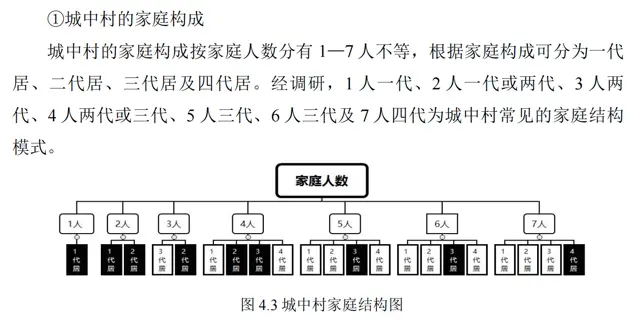 ①城中村的家庭构成
城中村的家庭构成按家庭人数分有 1—7 人不等，根据家庭构成可分为一代
居、二代居、三代居及四代居。经调研，1 人一代、2 人一代或两代、3 人两
代、4 人两代或三代、5 人三代、6 人三代及 7 人四代为城中村常见的家庭结构
模式。
家庭人数
1人 2人 3人 4人 5人 6人 7人
1代居 1代居 2代居 3代居 2代居 1代居 2代居 3代居 4代居 1代居 2代居 3代居 4代居 1代居 2代居 3代居 4代居 1代居 2代居 3代居 4代居
图 4.3 城中村家庭结构图